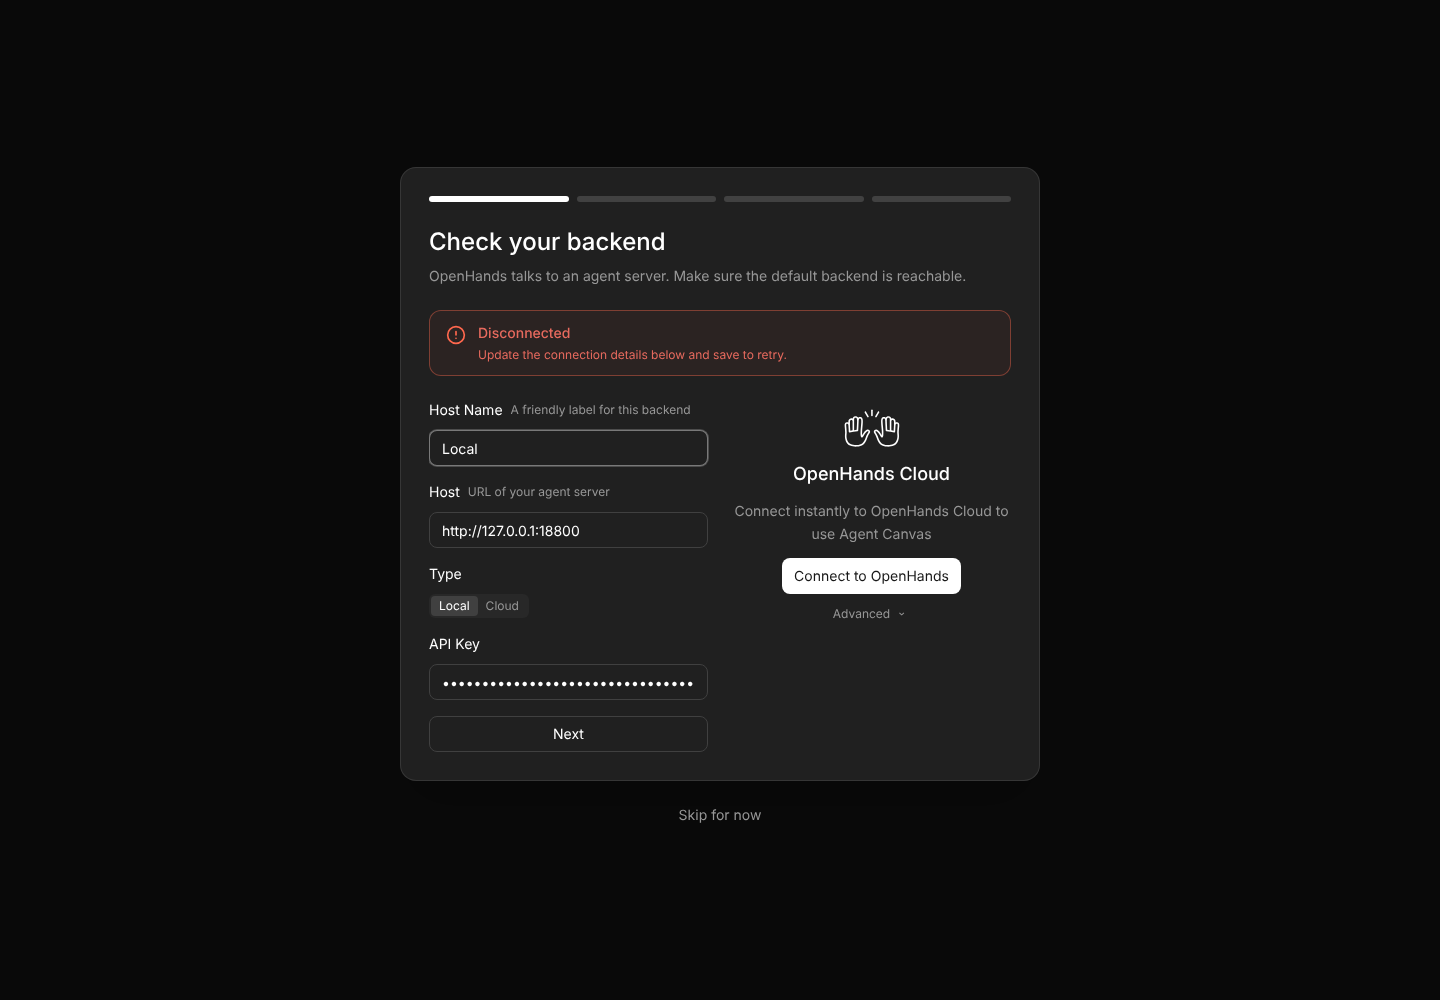 Check your backend
OpenHands talks to an agent server. Make sure the default backend is reachable.
Disconnected
Update the connection details below and save to retry.
Host Name A friendly label for this backend
Local
Host URL of your agent server
http://127.0.0.1:18800
Type
Local Cloud
API Key
••••••••••••••••••••••••••••••••
Next
OpenHands Cloud
Connect instantly to OpenHands Cloud to
use Agent Canvas
Connect to OpenHands
Advanced
Skip for now